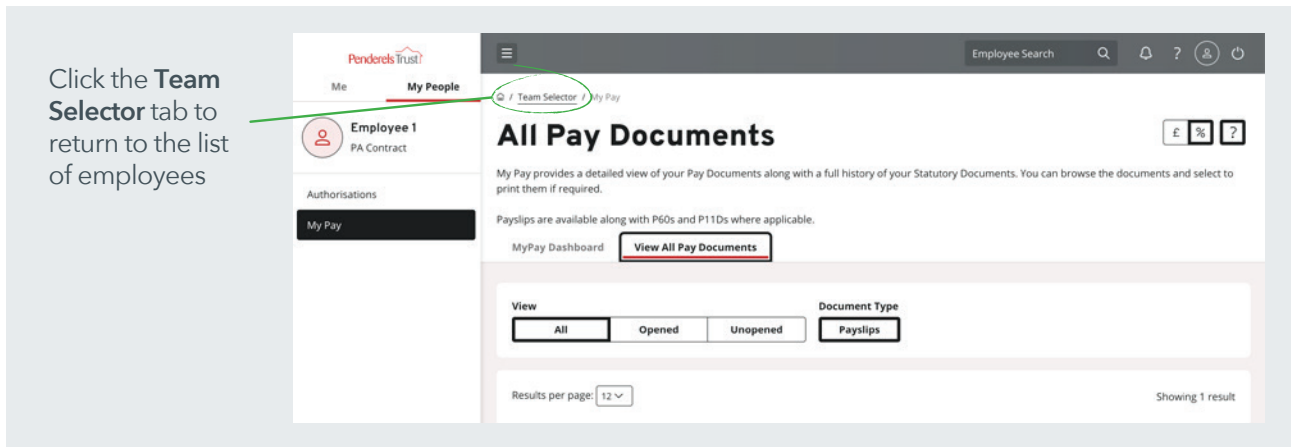 Click the Team
Selector tab to
return to the list
of employees
Penderels Trust
Me My People
Employee 1
PA Contract
Authorisations
My Pay
Employee Search ?
/ Team Selector / My Pay
All Pay Documents
£ % ?
My Pay provides a detailed view of your Pay Documents along with a full history of your Statutory Documents. You can browse the documents and select to
print them if required.
Payslips are available along with P60s and P11Ds where applicable.
MyPay Dashboard View All Pay Documents
View Document Type
All Opened Unopened Payslips
Results per page: 12 Showing 1 result